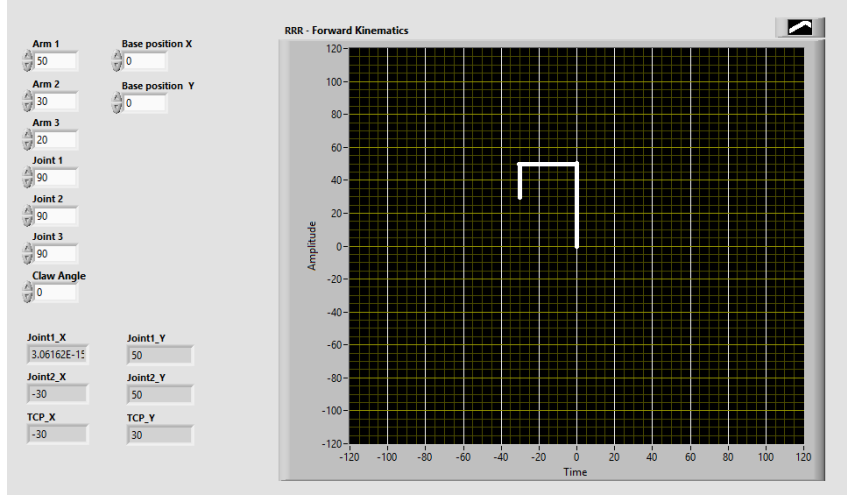 Arm 1
50
Base position X
0
Arm 2
30
Base position Y
0
Arm 3
20
Joint 1
90
Joint 2
90
Joint 3
90
Claw Angle
0
Joint1_X
3.06162E-15
Joint1_Y
50
Joint2_X
-30
Joint2_Y
50
TCP_X
-30
TCP_Y
30
RRR - Forward Kinematics
Amplitude
120
100
80
60
40
20
0
-20
-40
-60
-80
-100
-120
-120 -100 -80 -60 -40 -20 0 20 40 60 80 100 120
Time